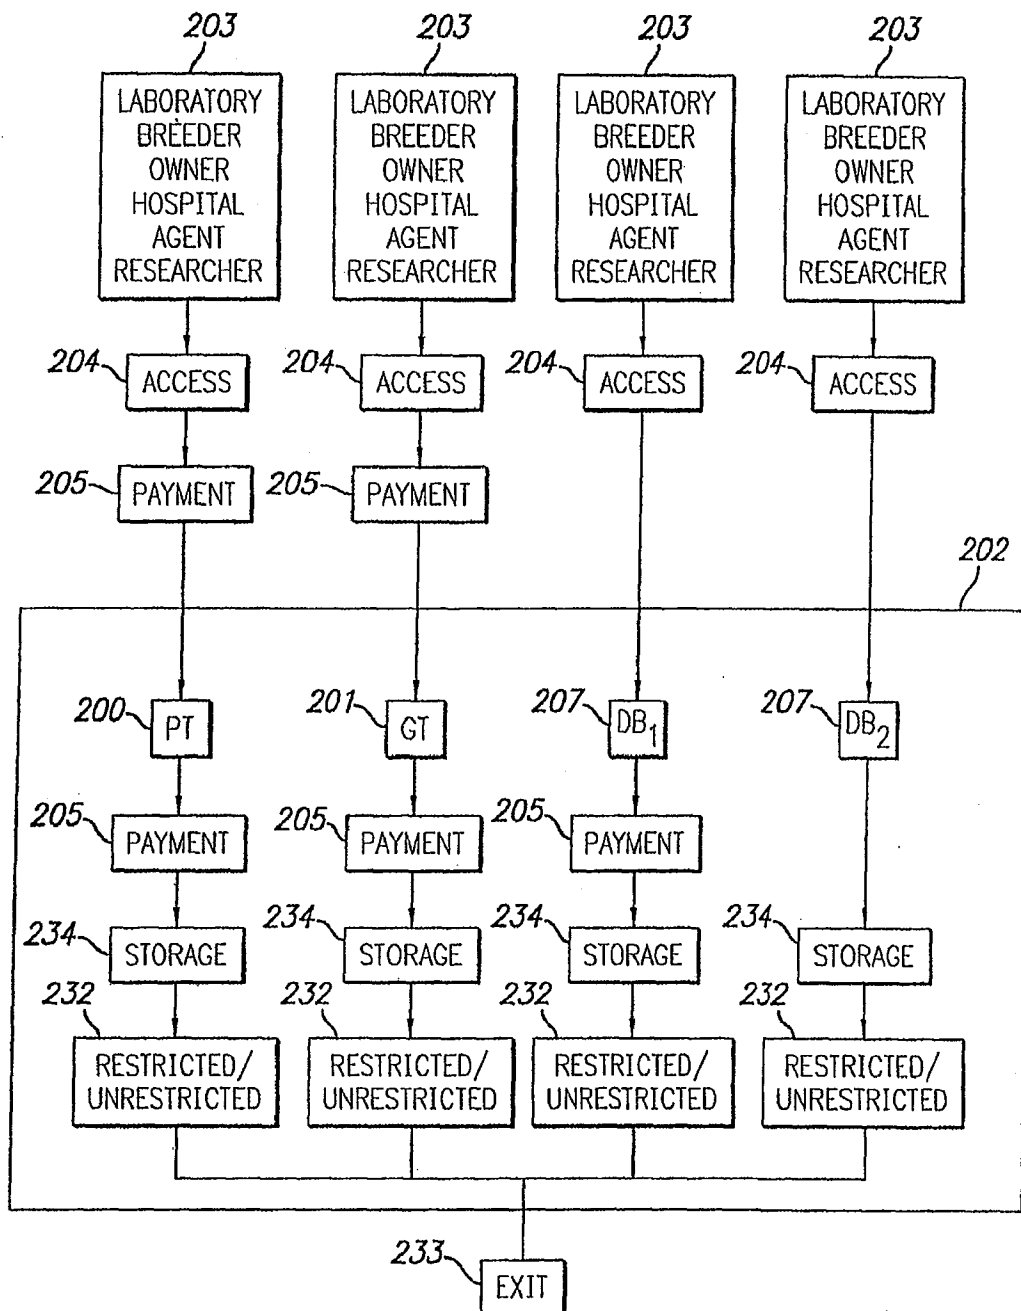 203 203 203 203
LABORATORY LABORATORY LABORATORY LABORATORY
BREEDER BREEDER BREEDER BREEDER
OWNER OWNER OWNER OWNER
HOSPITAL HOSPITAL HOSPITAL HOSPITAL
AGENT AGENT AGENT AGENT
RESEARCHER RESEARCHER RESEARCHER RESEARCHER
204 ACCESS 204 ACCESS 204 ACCESS 204 ACCESS
205 PAYMENT 205 PAYMENT
202
200 PT 201 GT 207 DB1 207 DB2
205 PAYMENT 205 PAYMENT 205 PAYMENT
234 STORAGE 234 STORAGE 234 STORAGE 234 STORAGE
232 232 232 232
RESTRICTED/ RESTRICTED/ RESTRICTED/ RESTRICTED/
UNRESTRICTED UNRESTRICTED UNRESTRICTED UNRESTRICTED
233 EXIT